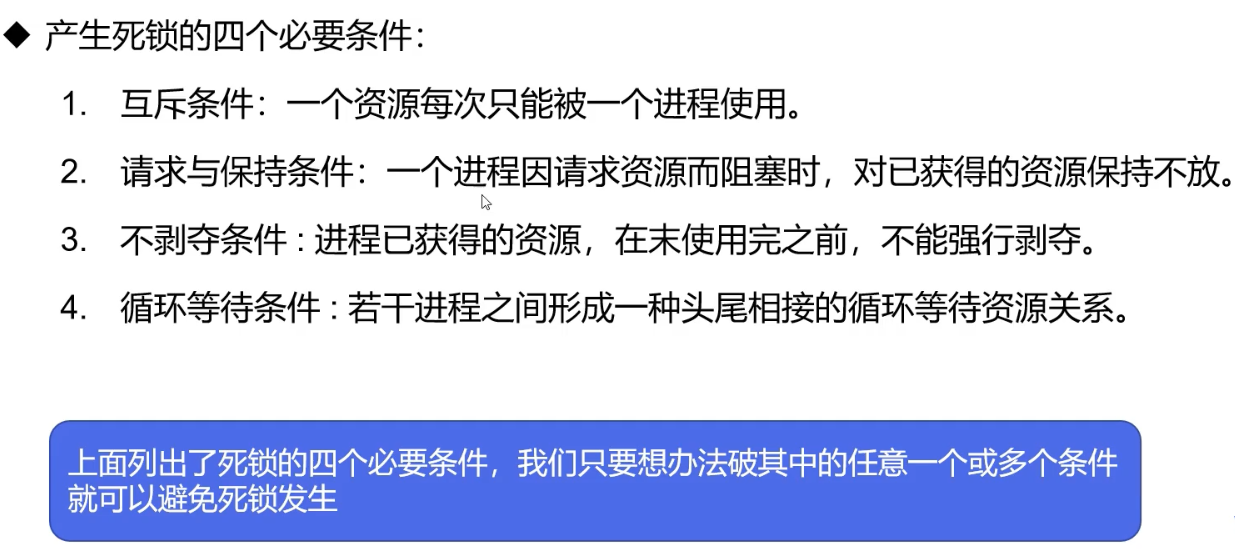 ◆ 产生死锁的四个必要条件：
1. 互斥条件：一个资源每次只能被一个进程使用。
2. 请求与保持条件：一个进程因请求资源而阻塞时，对已获得的资源保持不放。
3. 不剥夺条件 : 进程已获得的资源，在末使用完之前，不能强行剥夺。
4. 循环等待条件 : 若干进程之间形成一种头尾相接的循环等待资源关系。
上面列出了死锁的四个必要条件，我们只要想办法破其中的任意一个或多个条件
就可以避免死锁发生